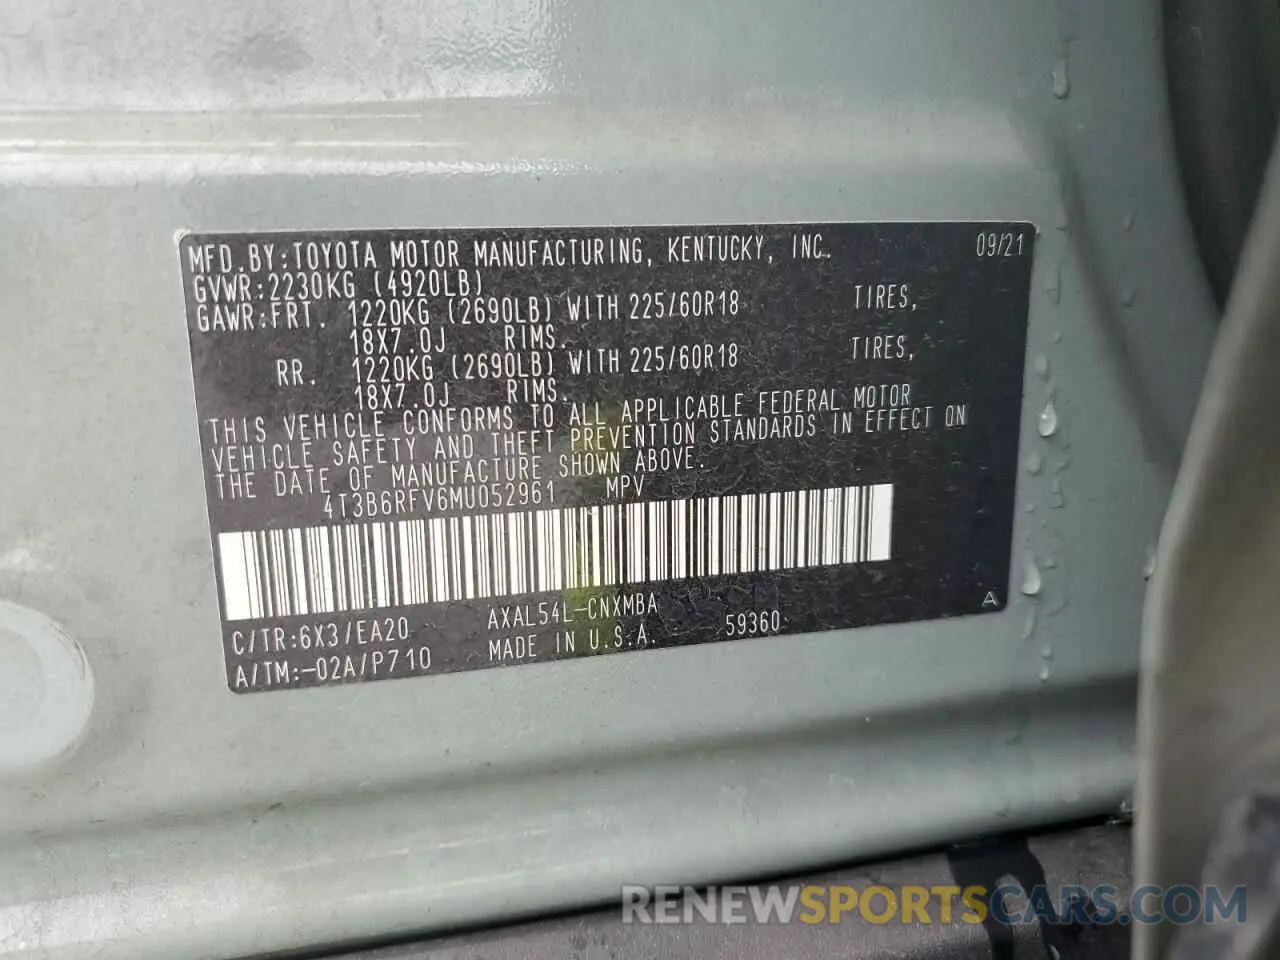 MFD.BY:TOYOTA MOTOR MANUFACTURING, KENTUCKY, INC. 09/21
GVWR:2230KG (4920LB)
GAWR:FRT. 1220KG (2690LB) WITH 225/60R18 TIRES,
18X7.0J RIMS.
RR. 1220KG (2690LB) WITH 225/60R18 TIRES,
18X7.0J RIMS.
THIS VEHICLE CONFORMS TO ALL APPLICABLE FEDERAL MOTOR
VEHICLE SAFETY AND THEFT PREVENTION STANDARDS IN EFFECT ON
THE DATE OF MANUFACTURE SHOWN ABOVE.
4T3B6RFV6MU052961 MPV
C/TR:6X3/EA20 AXAL54L-CNXMBA A
A/TM:-02A/P710 MADE IN U.S.A. 59360
RENEWSPORTSCARS.COM